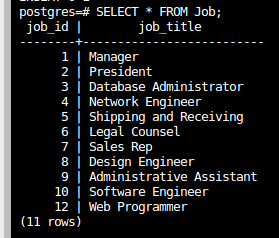 postgres=# SELECT * FROM Job;
 job_id |       job_title
--------+------------------------
      1 | Manager
      2 | President
      3 | Database Administrator
      4 | Network Engineer
      5 | Shipping and Receiving
      6 | Legal Counsel
      7 | Sales Rep
      8 | Design Engineer
      9 | Administrative Assistant
     10 | Software Engineer
     12 | Web Programmer
(11 rows)